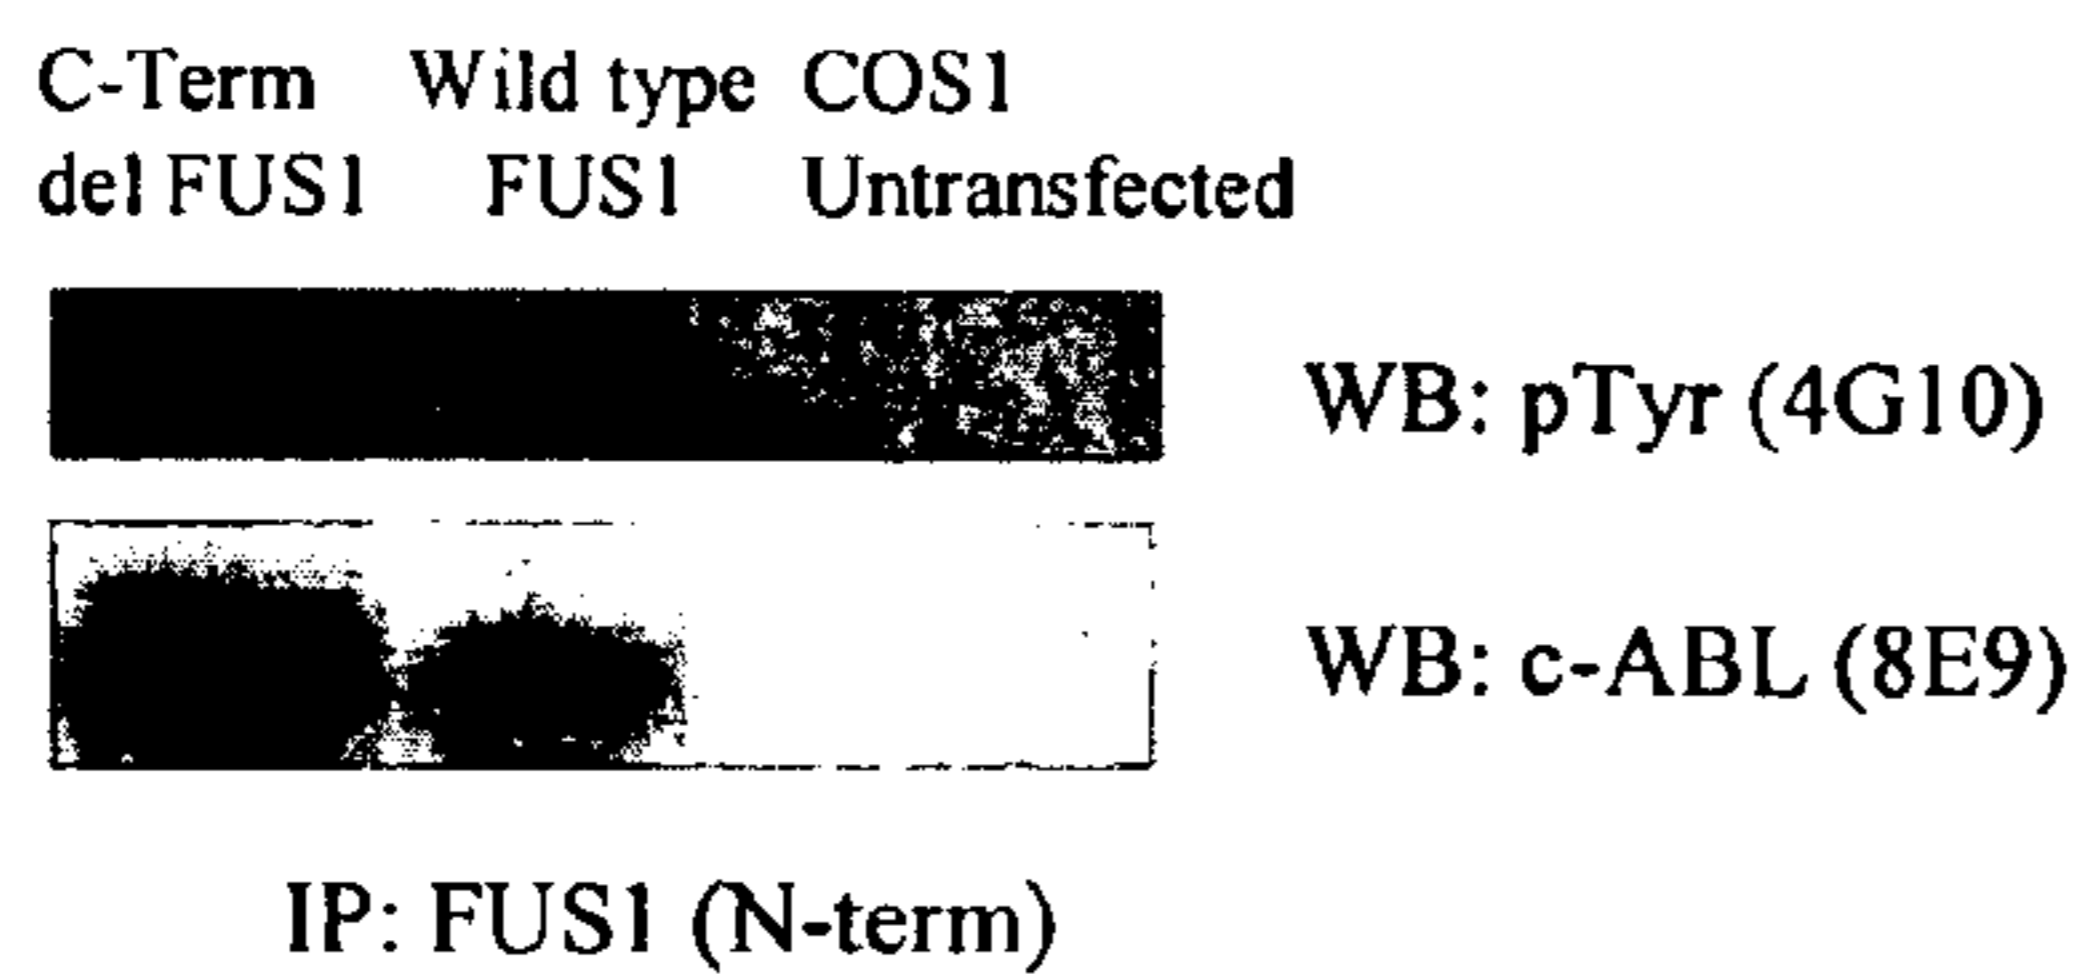 C-Term Wild type COS1
del FUS1 FUS1 Untransfected
WB: pTyr (4G10)
WB: c-ABL (8E9)
IP: FUS1 (N-term)